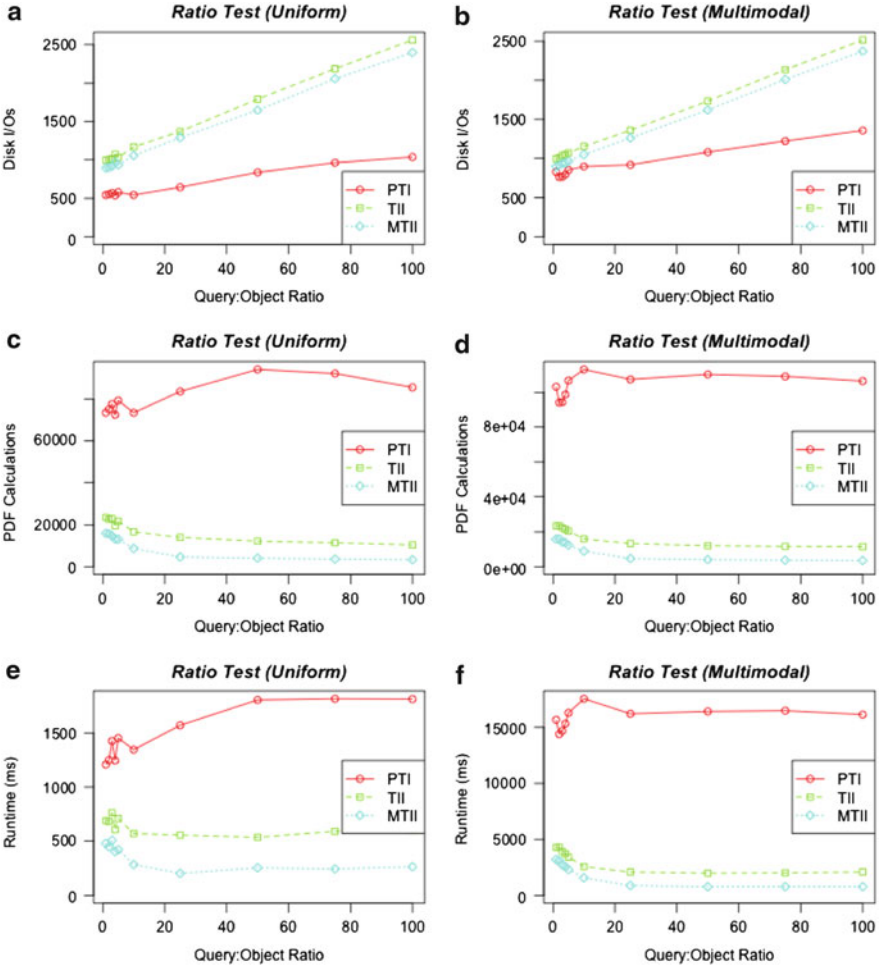 a
Ratio Test (Uniform)
Disk I/Os
2500
1500
500
0
PTI
TII
MTII
0 20 40 60 80 100
Query:Object Ratio
b
Ratio Test (Multimodal)
Disk I/Os
2500
1500
500
0
PTI
TII
MTII
0 20 40 60 80 100
Query:Object Ratio
c
Ratio Test (Uniform)
PDF Calculations
60000
20000
0
PTI
TII
MTII
0 20 40 60 80 100
Query:Object Ratio
d
Ratio Test (Multimodal)
PDF Calculations
8e+04
4e+04
0e+00
PTI
TII
MTII
0 20 40 60 80 100
Query:Object Ratio
e
Ratio Test (Uniform)
Runtime (ms)
1500
1000
500
0
PTI
TII
MTII
0 20 40 60 80 100
Query:Object Ratio
f
Ratio Test (Multimodal)
Runtime (ms)
15000
10000
5000
0
PTI
TII
MTII
0 20 40 60 80 100
Query:Object Ratio